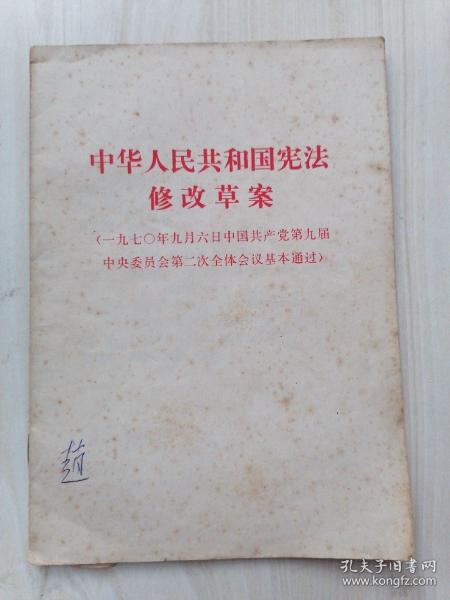 中华人民共和国宪法
修改草案
(一九七〇年九月六日中国共产党第九届
中央委员会第二次全体会议基本通过)
赵
孔夫子旧书网
www.kongfz.com